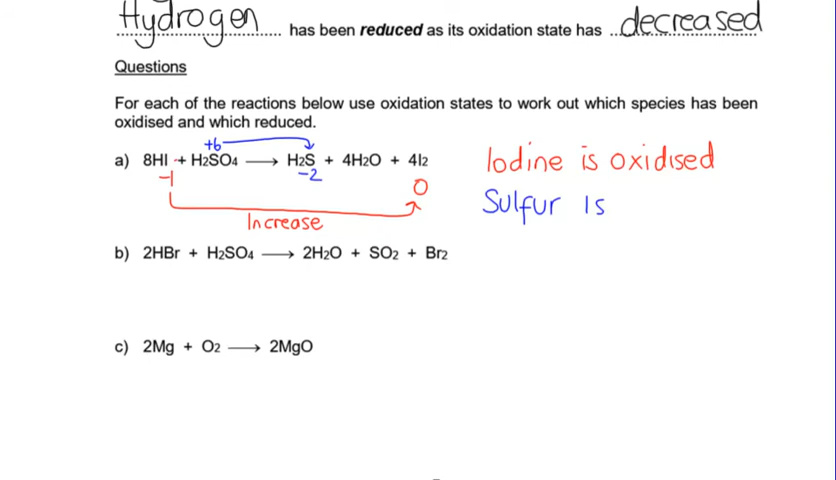 Hydrogen has been reduced as its oxidation state has decreased
Questions
For each of the reactions below use oxidation states to work out which species has been
oxidised and which reduced.
+6
a) 8HI + H2SO4 ⟶ H2S + 4H2O + 4I2 Iodine is oxidised
-1 -2 0
Sulfur Is
Increase
b) 2HBr + H2SO4 ⟶ 2H2O + SO2 + Br2
c) 2Mg + O2 ⟶ 2MgO